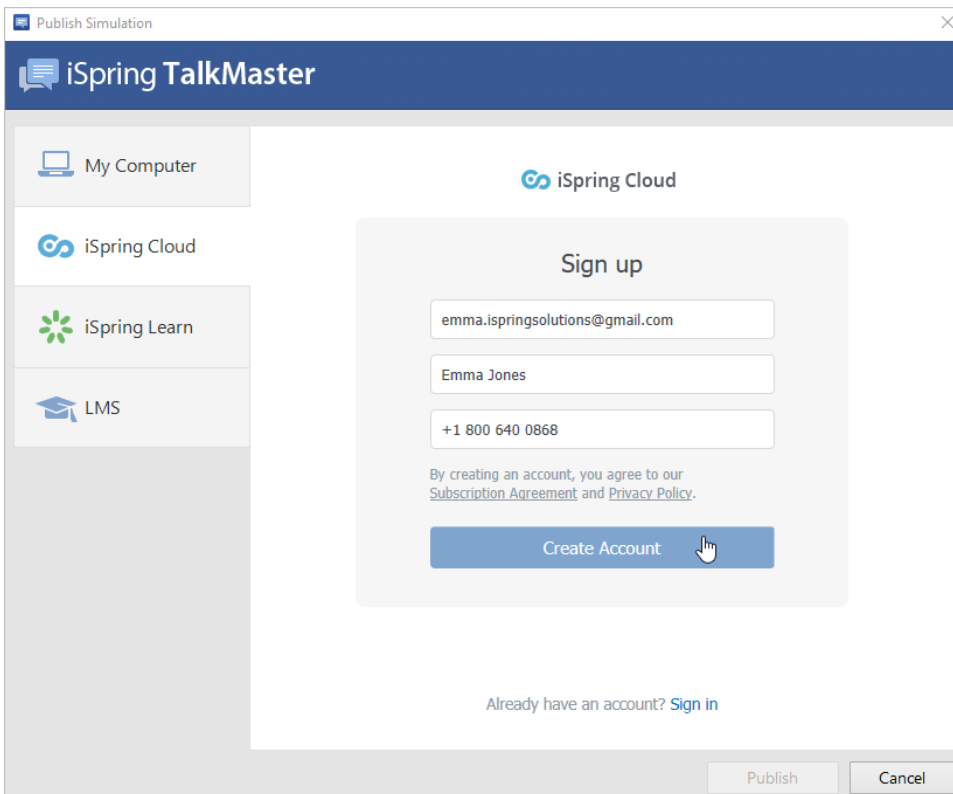 Publish Simulation
iSpring TalkMaster
My Computer
iSpring Cloud
iSpring Learn
LMS
iSpring Cloud
Sign up
emma.ispringsolutions@gmail.com
Emma Jones
+1 800 640 0868
By creating an account, you agree to our
Subscription Agreement and Privacy Policy.
Create Account
Already have an account? Sign in
Publish
Cancel